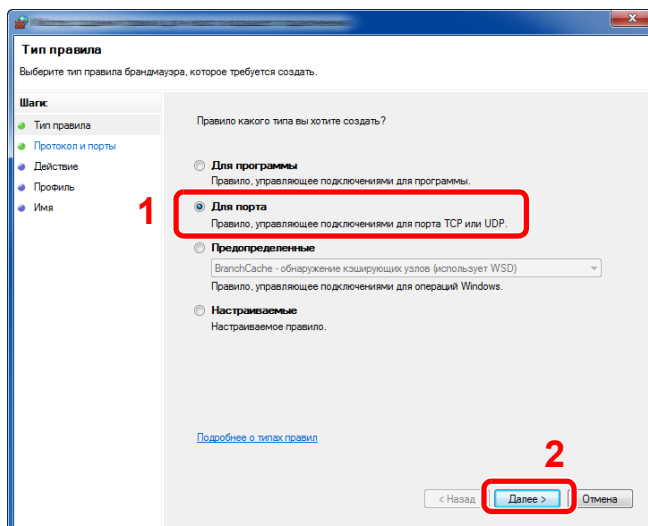 Тип правила
Выберите тип правила брандмауэра, которое требуется создать.
Шаги:
Тип правила
Протокол и порты
Действие
Профиль
Имя
Правило какого типа вы хотите создать?
Для программы
Правило, управляющее подключениями для программы.
1
Для порта
Правило, управляющее подключениями для порта TCP или UDP.
Предопределенные
BranchCache - обнаружение кэширующих узлов (использует WSD)
Правило, управляющее подключениями для операций Windows.
Настраиваемые
Настраиваемое правило.
Подробнее о типах правил
2
< Назад
Далее >
Отмена